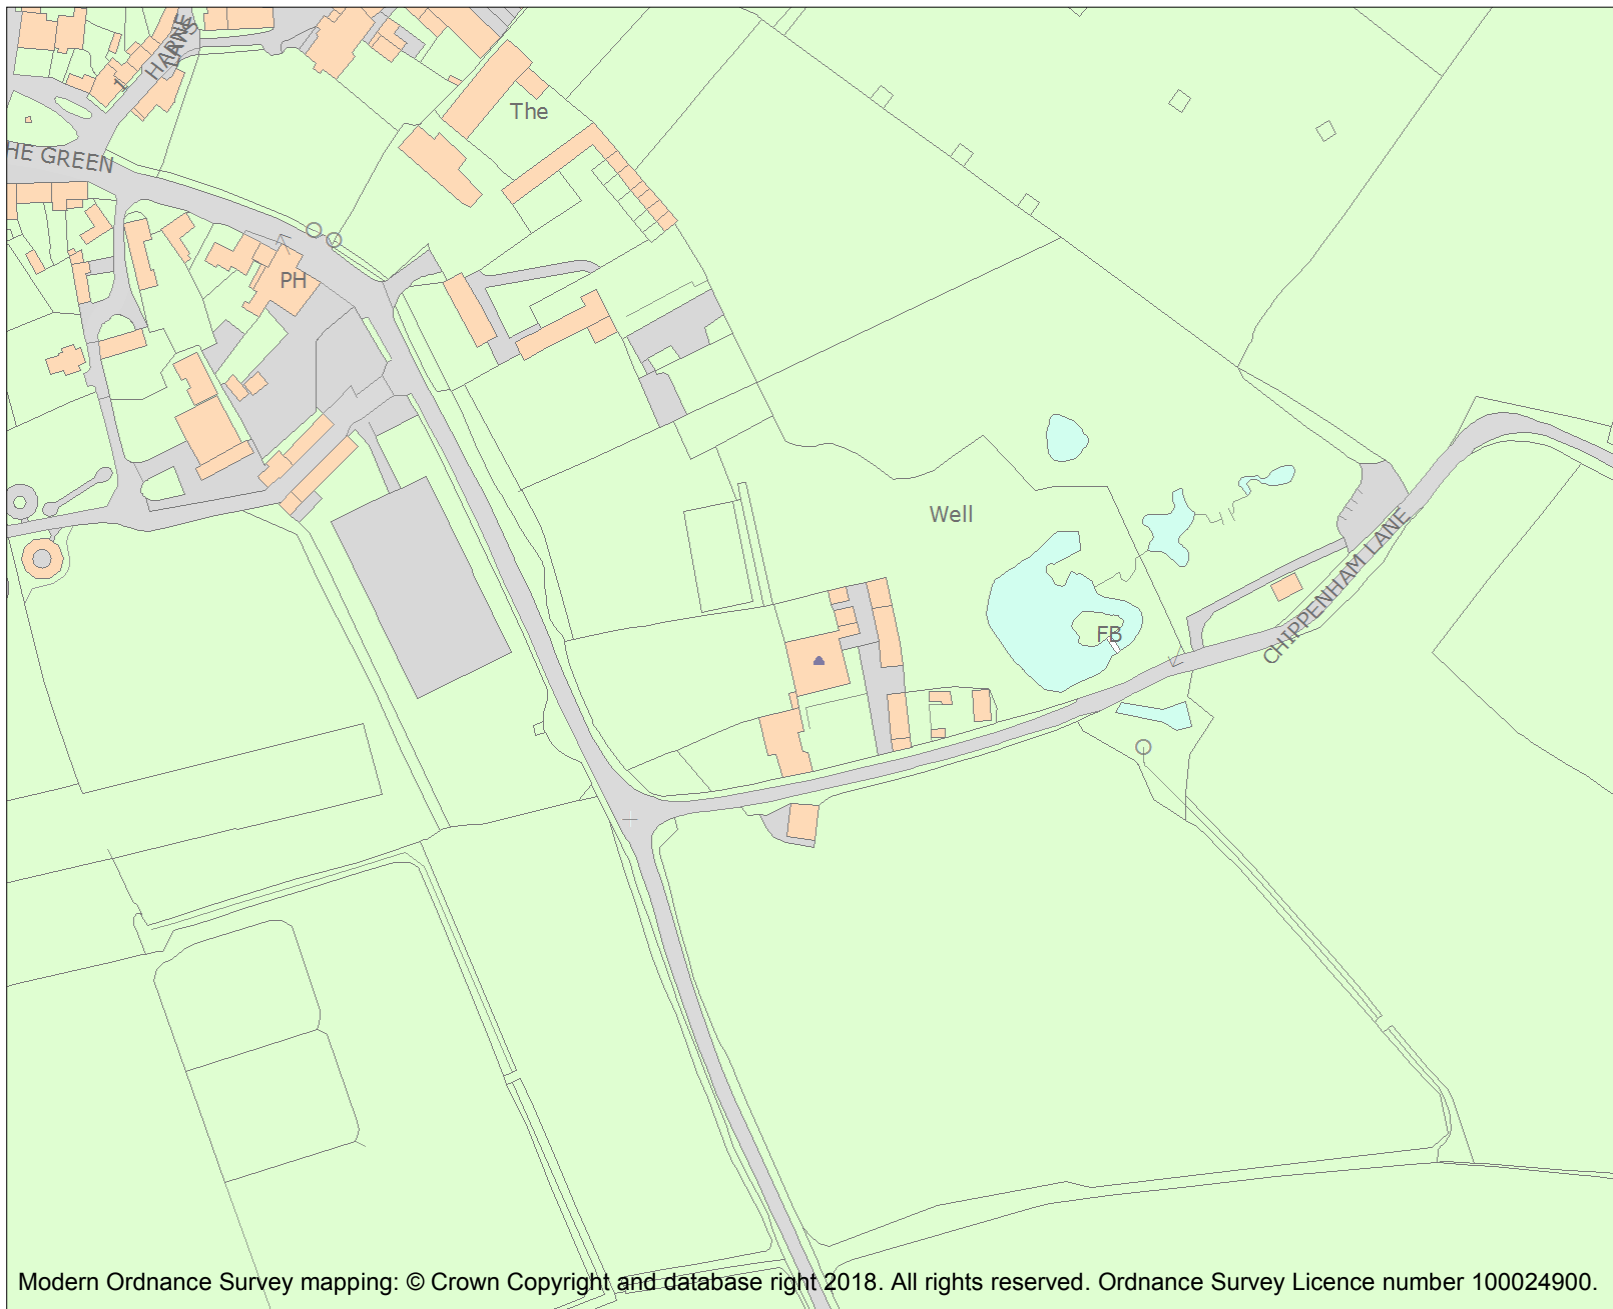 The
THE GREEN
PH
Well
CHIPPENHAM LANE
FB
Modern Ordnance Survey mapping: © Crown Copyright and database right 2018. All rights reserved. Ordnance Survey Licence number 100024900.